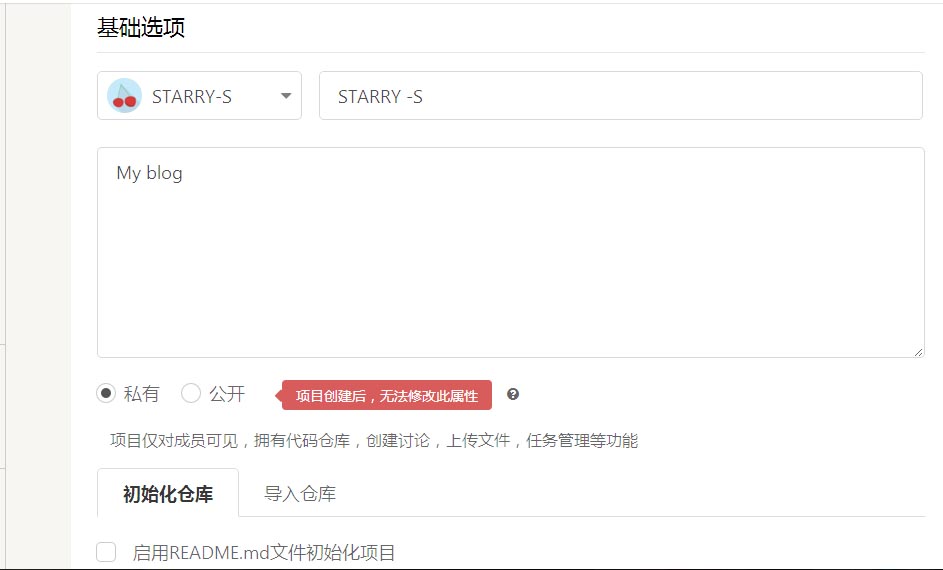 基础选项
STARRY-S
STARRY -S
My blog
私有 公开 项目创建后，无法修改此属性 ?
项目仅对成员可见，拥有代码仓库，创建讨论，上传文件，任务管理等功能
初始化仓库 导入仓库
启用README.md文件初始化项目